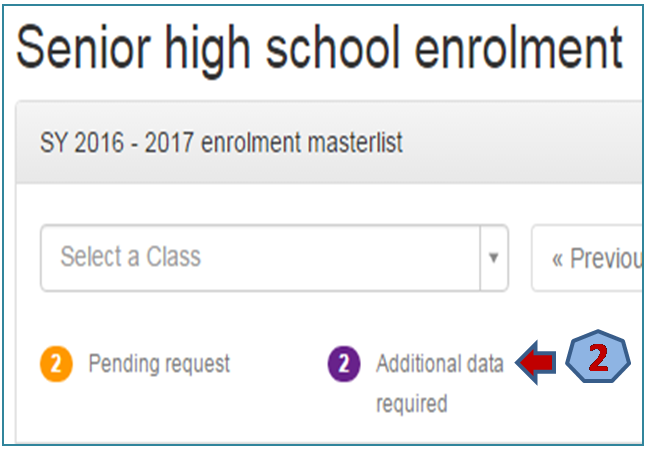 Senior high school enrolment
SY 2016 - 2017 enrolment masterlist
Select a Class ▼ « Previou
2 Pending request 2 Additional data 2
required